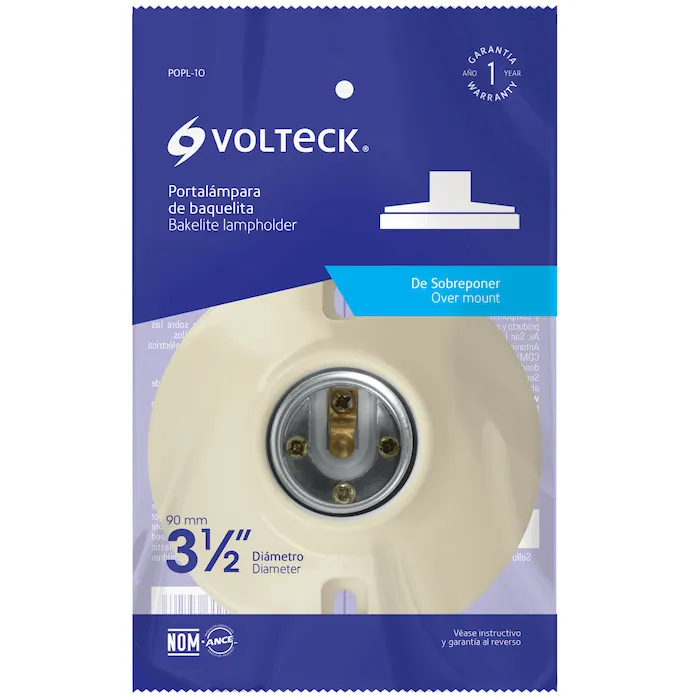 POPL-10
GARANTÍA
AÑO 1 YEAR
WARRANTY
VOLTECK®
Portalámpara
de baquelita
Bakelite lampholder
De Sobreponer
Over mount
90 mm
3½"
Diámetro
Diameter
NOM-ANCE
Véase instructivo
y garantía al reverso